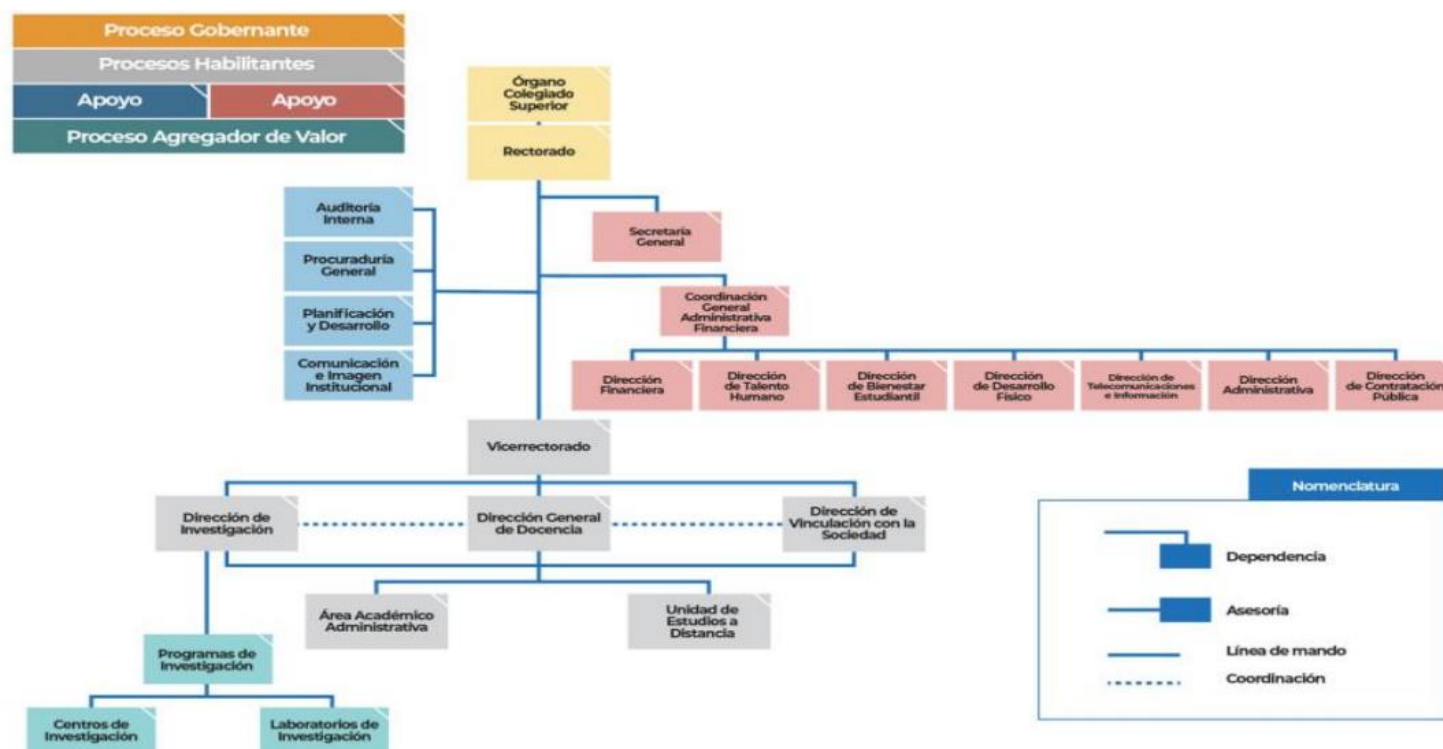 Proceso Gobernante
Procesos Habilitantes
Apoyo
Apoyo
Proceso Agregador de Valor
Órgano
Colegiado
Superior
Rectorado
Auditoría
Interna
Procuraduría
General
Planificación
y Desarrollo
Comunicación
e Imagen
Institucional
Secretaría
General
Coordinación
General
Administrativa
Financiera
Dirección
Financiera
Dirección
de Talento
Humano
Dirección
de Bienestar
Estudiantil
Dirección
de Desarrollo
Físico
Dirección de
Telecomunicaciones
e Información
Dirección
Administrativa
Dirección
de Contratación
Pública
Vicerrectorado
Dirección de
Investigación
Dirección General
de Docencia
Dirección de
Vinculación con la
Sociedad
Área Académico
Administrativa
Unidad de
Estudios a
Distancia
Programas de
Investigación
Centros de
Investigación
Laboratorios de
Investigación
Nomenclatura
Dependencia
Asesoría
Línea de mando
Coordinación